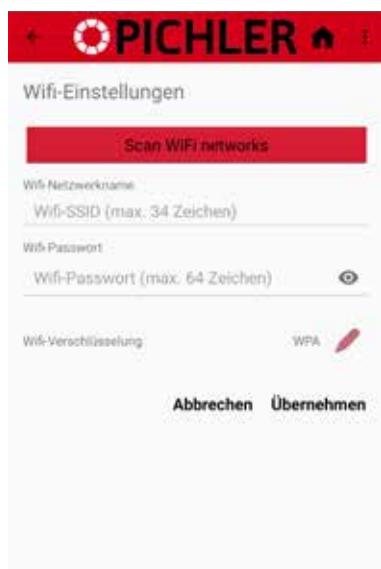 PICHLER
Wifi-Einstellungen
Scan WiFi networks
Wifi-Netzwerkname
Wifi-SSID (max. 34 Zeichen)
Wifi-Passwort
Wifi-Passwort (max. 64 Zeichen)
Wifi-Verschlüsselung WPA
Abbrechen Übernehmen